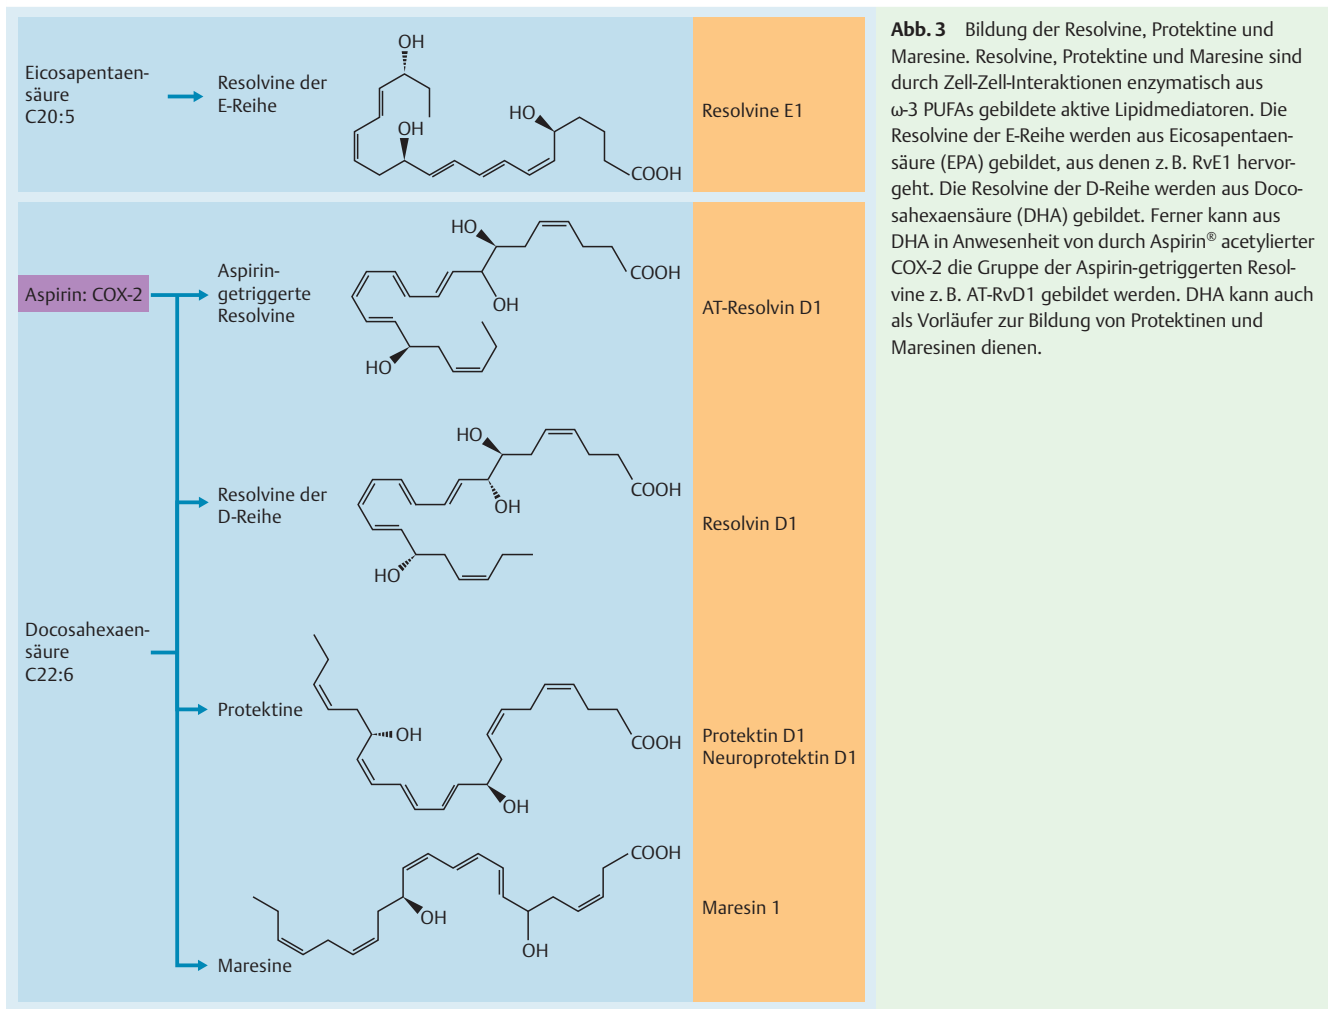 Eicosapentaen-
säure
C20:5
Resolvine der
E-Reihe
OH
OH
HO
COOH
Resolvine E1
Aspirin: COX-2
Aspirin-
getriggerte
Resolvine
HO
COOH
OH
HO
AT-Resolvin D1
Resolvine der
D-Reihe
HO
COOH
OH
HO
Resolvin D1
Docosahexaen-
säure
C22:6
Protektine
OH
COOH
OH
Protektin D1
Neuroprotektin D1
Maresine
COOH
OH
OH
Maresin 1
Abb. 3 Bildung der Resolvine, Protektine und
Maresine. Resolvine, Protektine und Maresine sind
durch Zell-Zell-Interaktionen enzymatisch aus
ω-3 PUFAs gebildete aktive Lipidmediatoren. Die
Resolvine der E-Reihe werden aus Eicosapentaen-
säure (EPA) gebildet, aus denen z. B. RvE1 hervor-
geht. Die Resolvine der D-Reihe werden aus Doco-
sahexaensäure (DHA) gebildet. Ferner kann aus
DHA in Anwesenheit von durch Aspirin® acetylierter
COX-2 die Gruppe der Aspirin-getriggerten Resol-
vine z. B. AT-RvD1 gebildet werden. DHA kann auch
als Vorläufer zur Bildung von Protektinen und
Maresinen dienen.